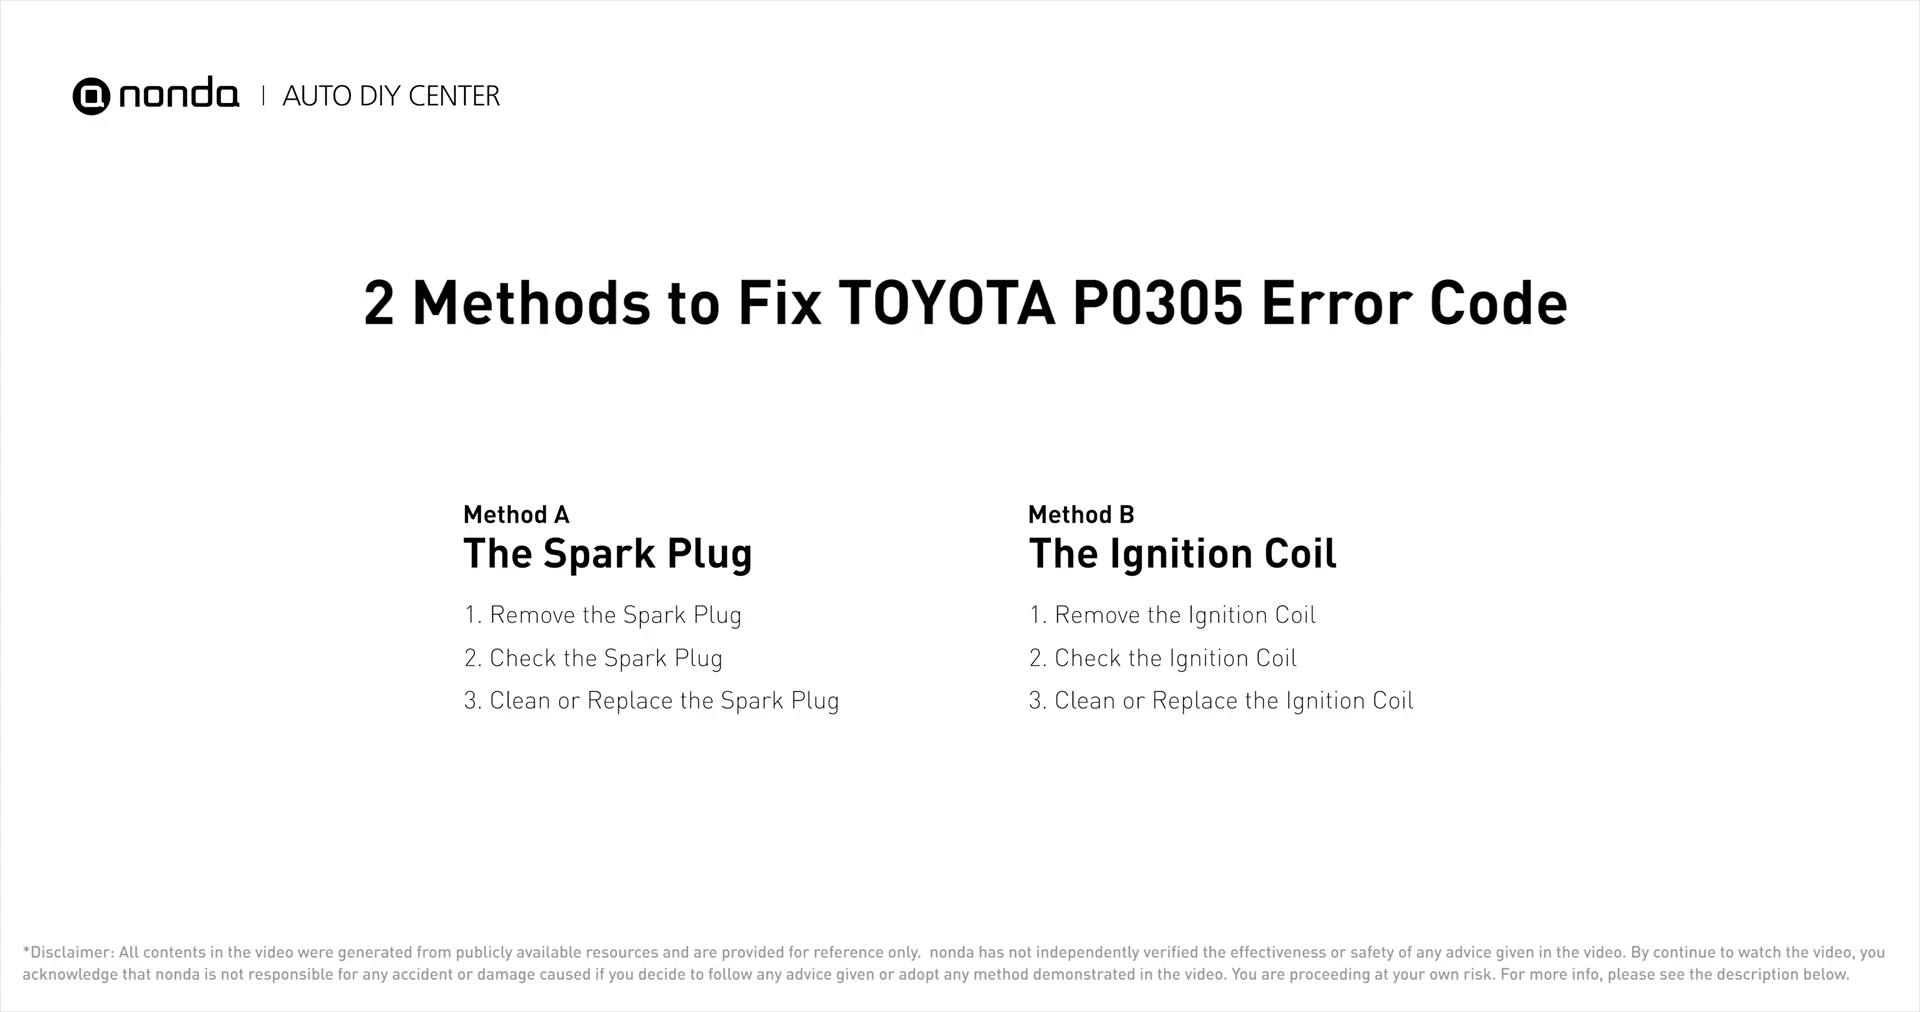 nonda | AUTO DIY CENTER
2 Methods to Fix TOYOTA P0305 Error Code
Method A
The Spark Plug
1. Remove the Spark Plug
2. Check the Spark Plug
3. Clean or Replace the Spark Plug
Method B
The Ignition Coil
1. Remove the Ignition Coil
2. Check the Ignition Coil
3. Clean or Replace the Ignition Coil
*Disclaimer: All contents in the video were generated from publicly available resources and are provided for reference only.  nonda has not independently verified the effectiveness or safety of any advice given in the video. By continue to watch the video, you
acknowledge that nonda is not responsible for any accident or damage caused if you decide to follow any advice given or adopt any method demonstrated in the video. You are proceeding at your own risk. For more info, please see the description below.